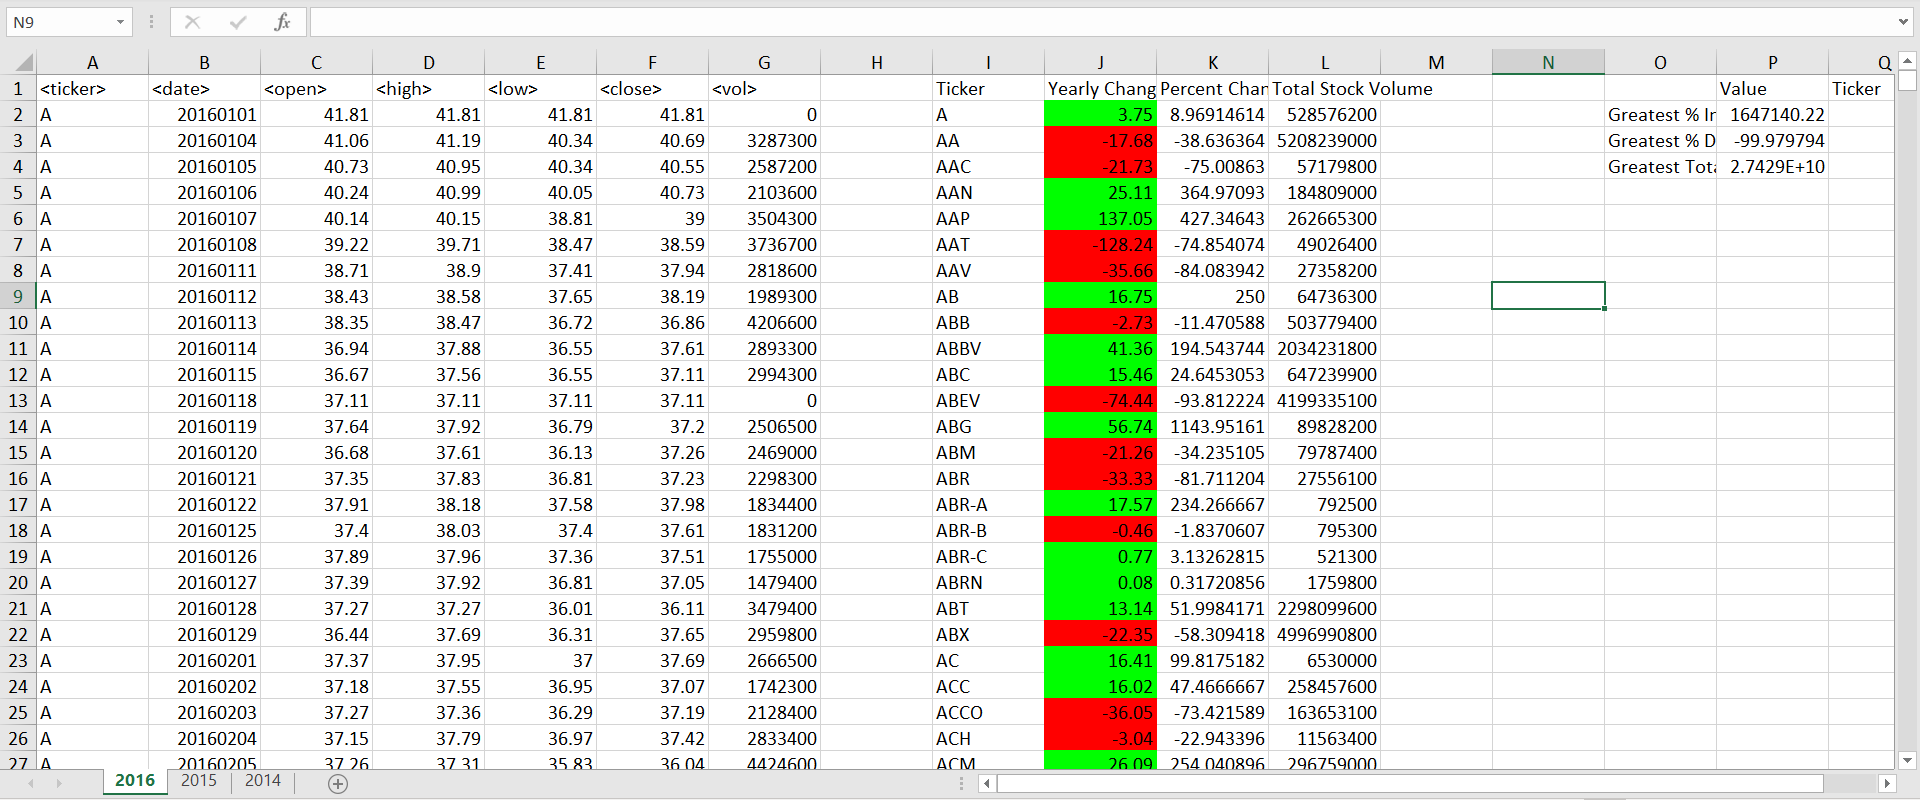 N9 fx
A B C D E F G H I J K L M N O P Q
1 <ticker> <date> <open> <high> <low> <close> <vol> Ticker Yearly Chang Percent Chan Total Stock Volume Value Ticker
2 A 20160101 41.81 41.81 41.81 41.81 0 A 3.75 8.96914614 528576200 Greatest % In 1647140.22
3 A 20160104 41.06 41.19 40.34 40.69 3287300 AA -17.68 -38.636364 5208239000 Greatest % D -99.979794
4 A 20160105 40.73 40.95 40.34 40.55 2587200 AAC -21.73 -75.00863 57179800 Greatest Tota 2.7429E+10
5 A 20160106 40.24 40.99 40.05 40.73 2103600 AAN 25.11 364.97093 184809000
6 A 20160107 40.14 40.15 38.81 39 3504300 AAP 137.05 427.34643 262665300
7 A 20160108 39.22 39.71 38.47 38.59 3736700 AAT -128.24 -74.854074 49026400
8 A 20160111 38.71 38.9 37.41 37.94 2818600 AAV -35.66 -84.083942 27358200
9 A 20160112 38.43 38.58 37.65 38.19 1989300 AB 16.75 250 64736300
10 A 20160113 38.35 38.47 36.72 36.86 4206600 ABB -2.73 -11.470588 503779400
11 A 20160114 36.94 37.88 36.55 37.61 2893300 ABBV 41.36 194.543744 2034231800
12 A 20160115 36.67 37.56 36.55 37.11 2994300 ABC 15.46 24.6453053 647239900
13 A 20160118 37.11 37.11 37.11 37.11 0 ABEV -74.44 -93.812224 4199335100
14 A 20160119 37.64 37.92 36.79 37.2 2506500 ABG 56.74 1143.95161 89828200
15 A 20160120 36.68 37.61 36.13 37.26 2469000 ABM -21.26 -34.235105 79787400
16 A 20160121 37.35 37.83 36.81 37.23 2298300 ABR -33.33 -81.711204 27556100
17 A 20160122 37.91 38.18 37.58 37.98 1834400 ABR-A 17.57 234.266667 792500
18 A 20160125 37.4 38.03 37.4 37.61 1831200 ABR-B -0.46 -1.8370607 795300
19 A 20160126 37.89 37.96 37.36 37.51 1755000 ABR-C 0.77 3.13262815 521300
20 A 20160127 37.39 37.92 36.81 37.05 1479400 ABRN 0.08 0.31720856 1759800
21 A 20160128 37.27 37.27 36.01 36.11 3479400 ABT 13.14 51.9984171 2298099600
22 A 20160129 36.44 37.69 36.31 37.65 2959800 ABX -22.35 -58.309418 4996990800
23 A 20160201 37.37 37.95 37 37.69 2666500 AC 16.41 99.8175182 6530000
24 A 20160202 37.18 37.55 36.95 37.07 1742300 ACC 16.02 47.4666667 258457600
25 A 20160203 37.27 37.36 36.29 37.19 2128400 ACCO -36.05 -73.421589 163653100
26 A 20160204 37.15 37.79 36.97 37.42 2833400 ACH -3.04 -22.943396 11563400
27 A 20160205 37.26 37.31 35.83 36.04 4424600 ACM 26.09 254.040896 296759000
2016 2015 2014